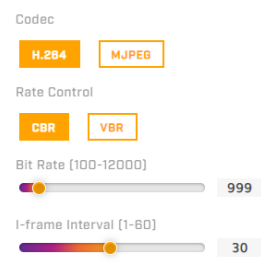 Codec
H.264 MJPEG
Rate Control
CBR VBR
Bit Rate (100-12000)
999
I-frame Interval (1-60)
30